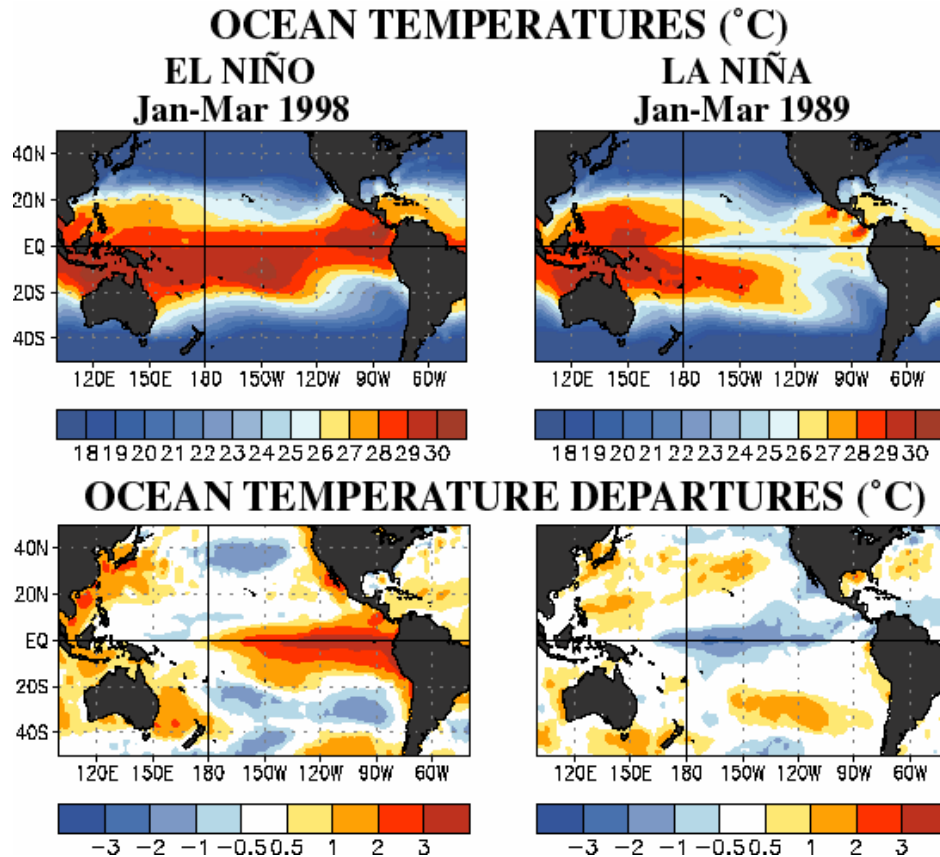 OCEAN TEMPERATURES (˚C)
EL NIÑO
Jan-Mar 1998
LA NIÑA
Jan-Mar 1989
40N
20N
EQ
20S
40S
120E 150E 180 150W 120W 90W 60W
120E 150E 180 150W 120W 90W 60W
18 19 20 21 22 23 24 25 26 27 28 29 30
18 19 20 21 22 23 24 25 26 27 28 29 30
OCEAN TEMPERATURE DEPARTURES (˚C)
40N
20N
EQ
20S
40S
120E 150E 180 150W 120W 90W 60W
120E 150E 180 150W 120W 90W 60W
-3 -2 -1 -0.5 0.5 1 2 3
-3 -2 -1 -0.5 0.5 1 2 3